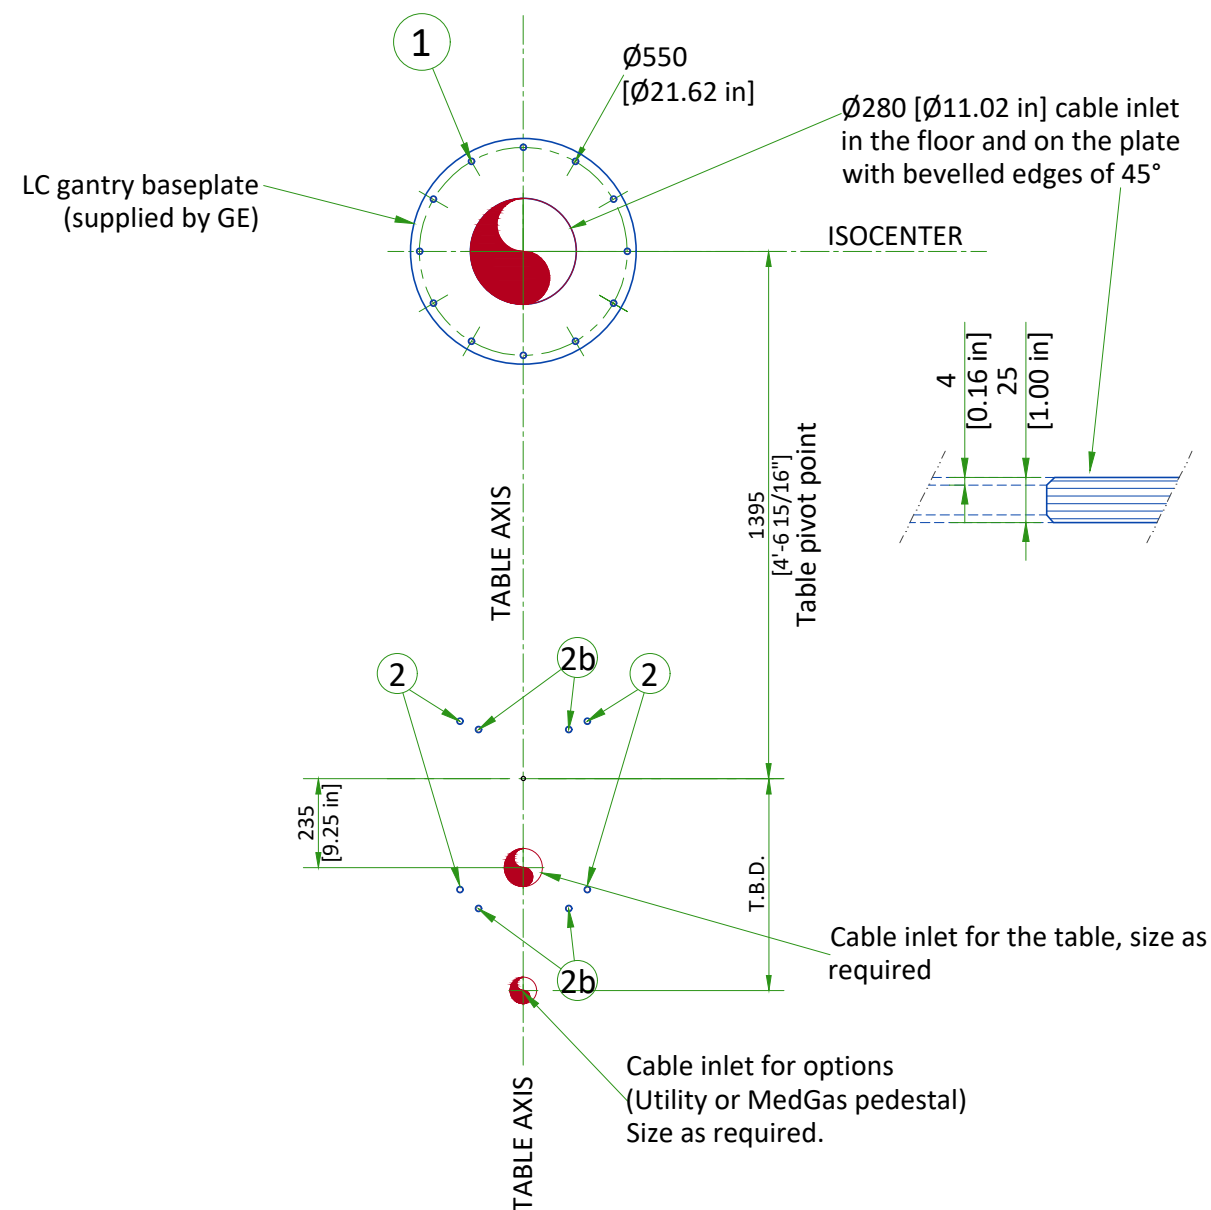 1
Ø550
[Ø21.62 in]
Ø280 [Ø11.02 in] cable inlet
in the floor and on the plate
with bevelled edges of 45°
LC gantry baseplate
(supplied by GE)
ISOCENTER
4
[0.16 in]
25
[1.00 in]
1395
[4'-6 15/16"]
Table pivot point
TABLE AXIS
2
2b
2
235
[9.25 in]
T.B.D.
Cable inlet for the table, size as
required
2b
Cable inlet for options
(Utility or MedGas pedestal)
Size as required.
TABLE AXIS